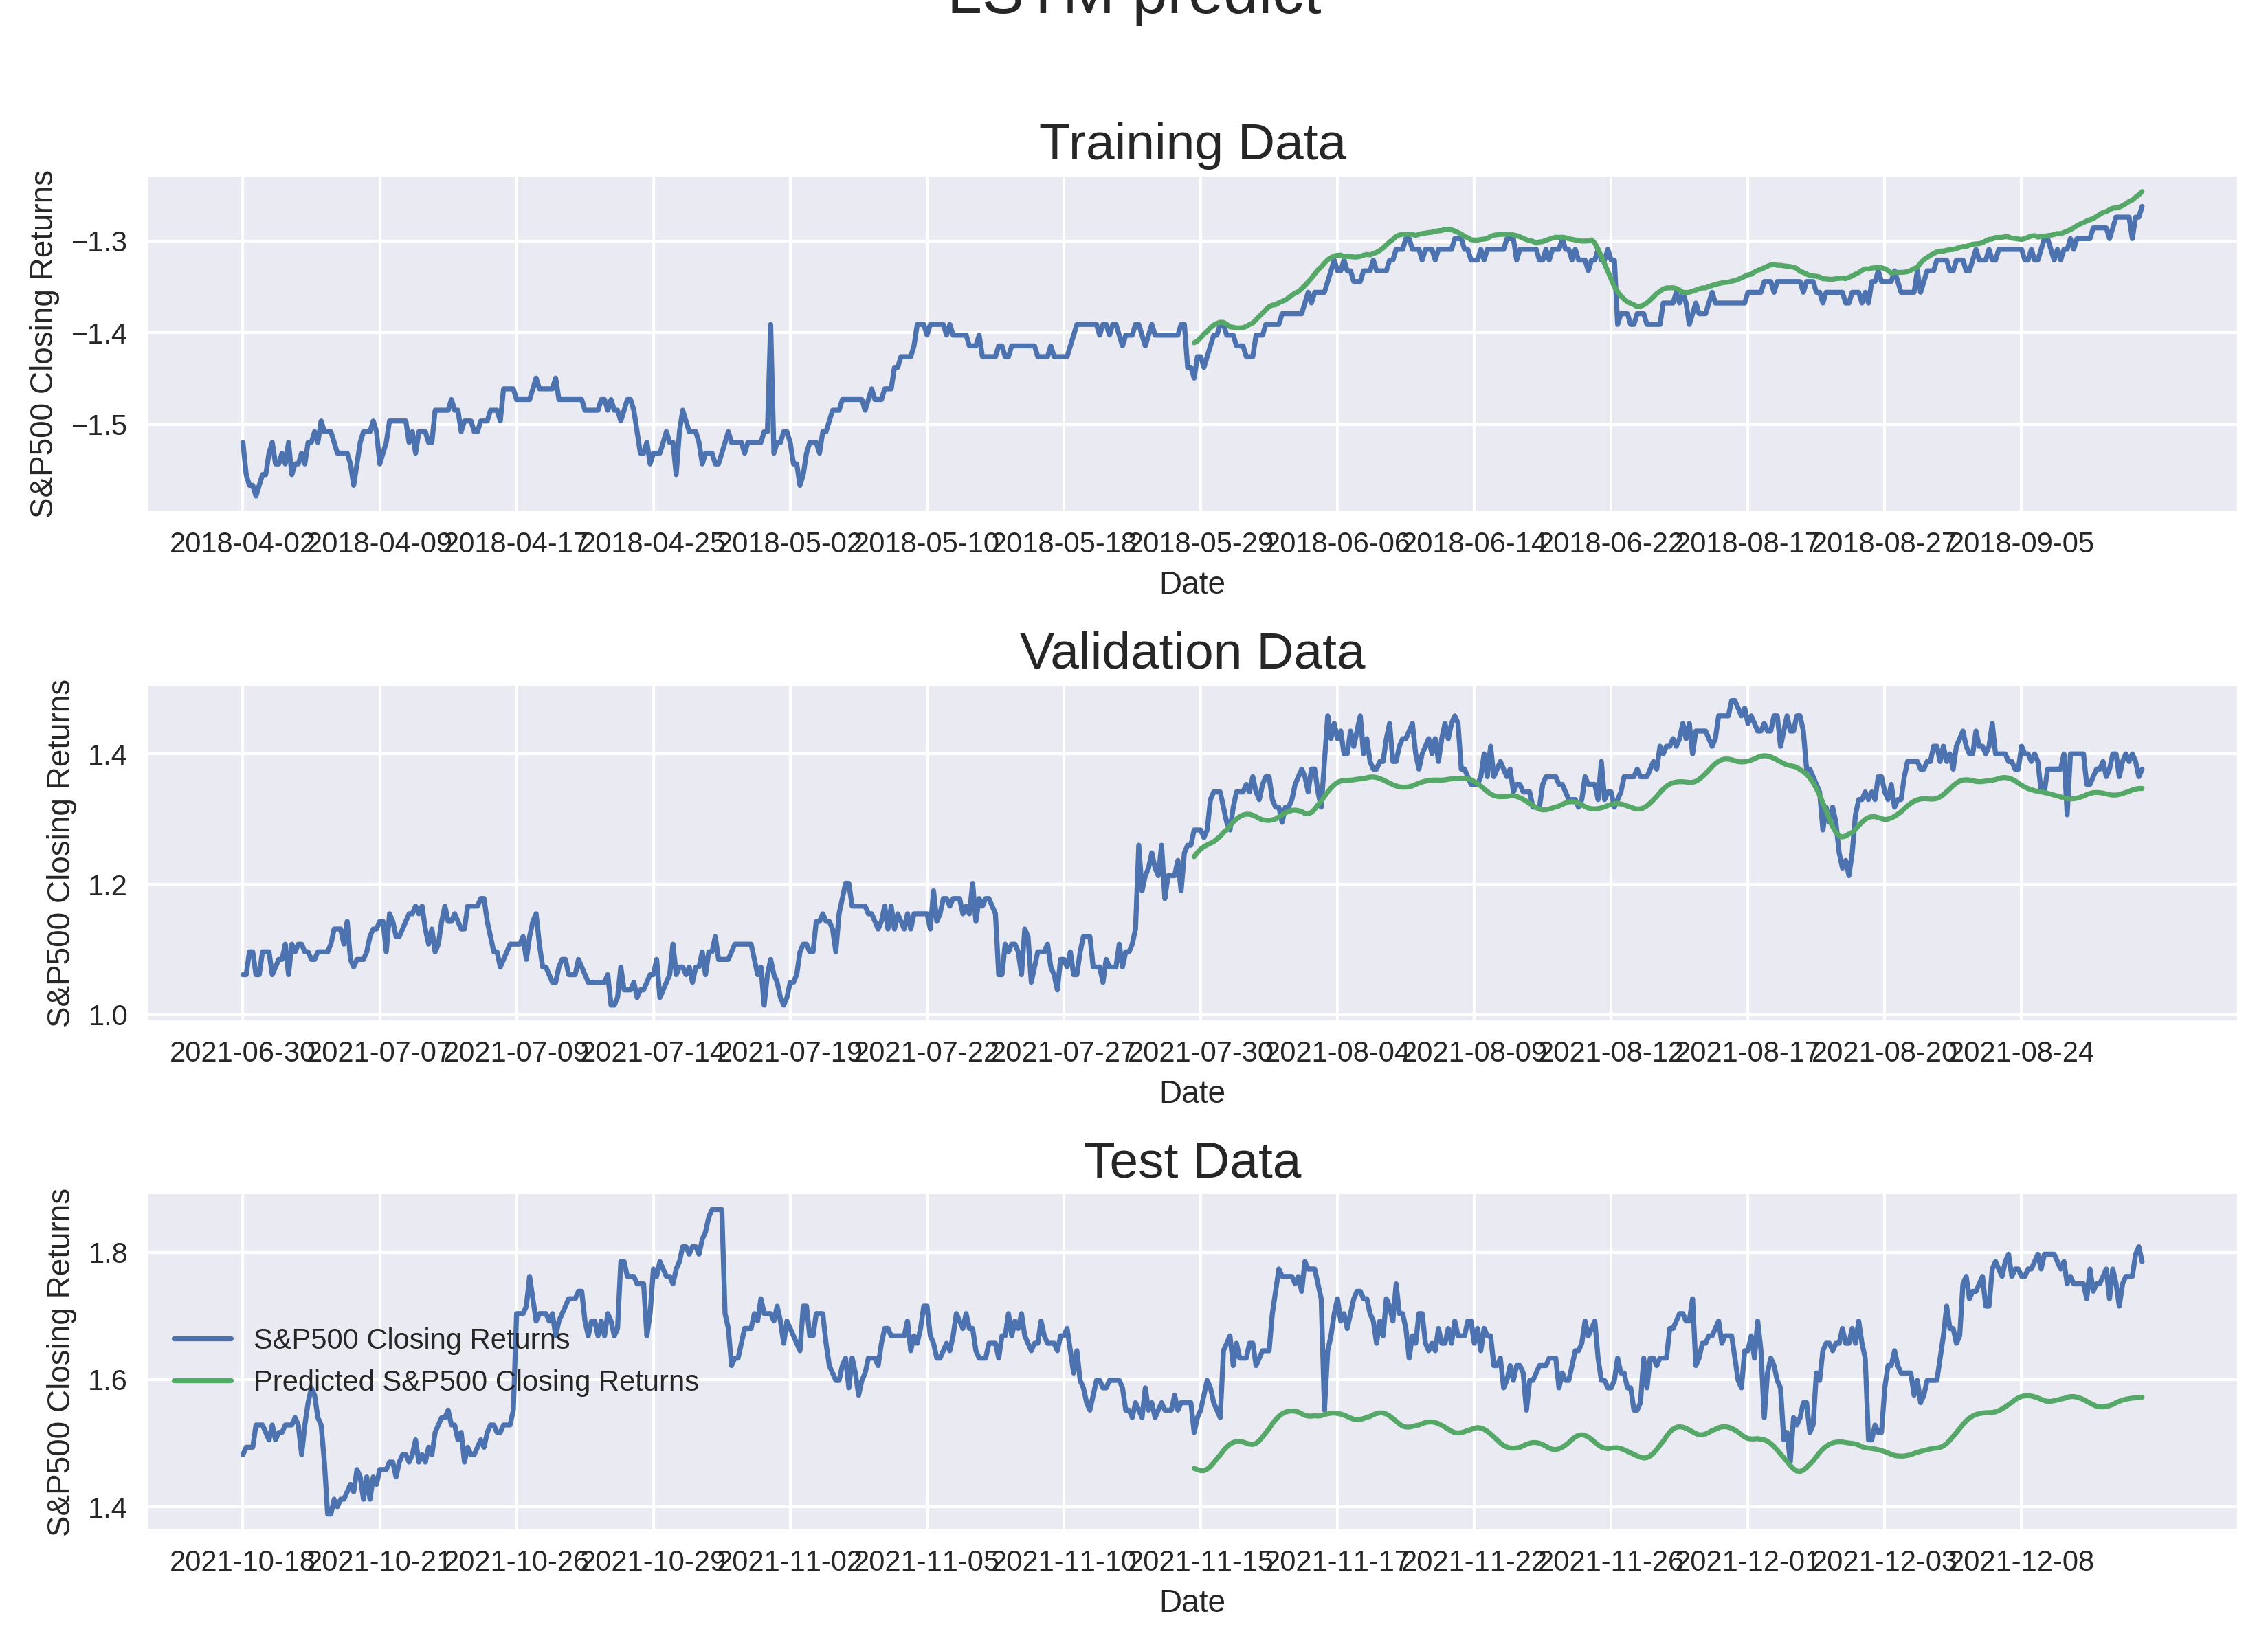 LSTM predict
Training Data
S&P500 Closing Returns
−1.3
−1.4
−1.5
2018-04-02 2018-04-09 2018-04-17 2018-04-25 2018-05-02 2018-05-10 2018-05-18 2018-05-29 2018-06-06 2018-06-14 2018-06-22 2018-08-17 2018-08-27 2018-09-05
Date
Validation Data
S&P500 Closing Returns
1.4
1.2
1.0
2021-06-30 2021-07-07 2021-07-09 2021-07-14 2021-07-19 2021-07-22 2021-07-27 2021-07-30 2021-08-04 2021-08-09 2021-08-12 2021-08-17 2021-08-20 2021-08-24
Date
Test Data
S&P500 Closing Returns
1.8
1.6
1.4
S&P500 Closing Returns
Predicted S&P500 Closing Returns
2021-10-18 2021-10-21 2021-10-26 2021-10-29 2021-11-02 2021-11-05 2021-11-10 2021-11-15 2021-11-17 2021-11-22 2021-11-26 2021-12-01 2021-12-03 2021-12-08
Date